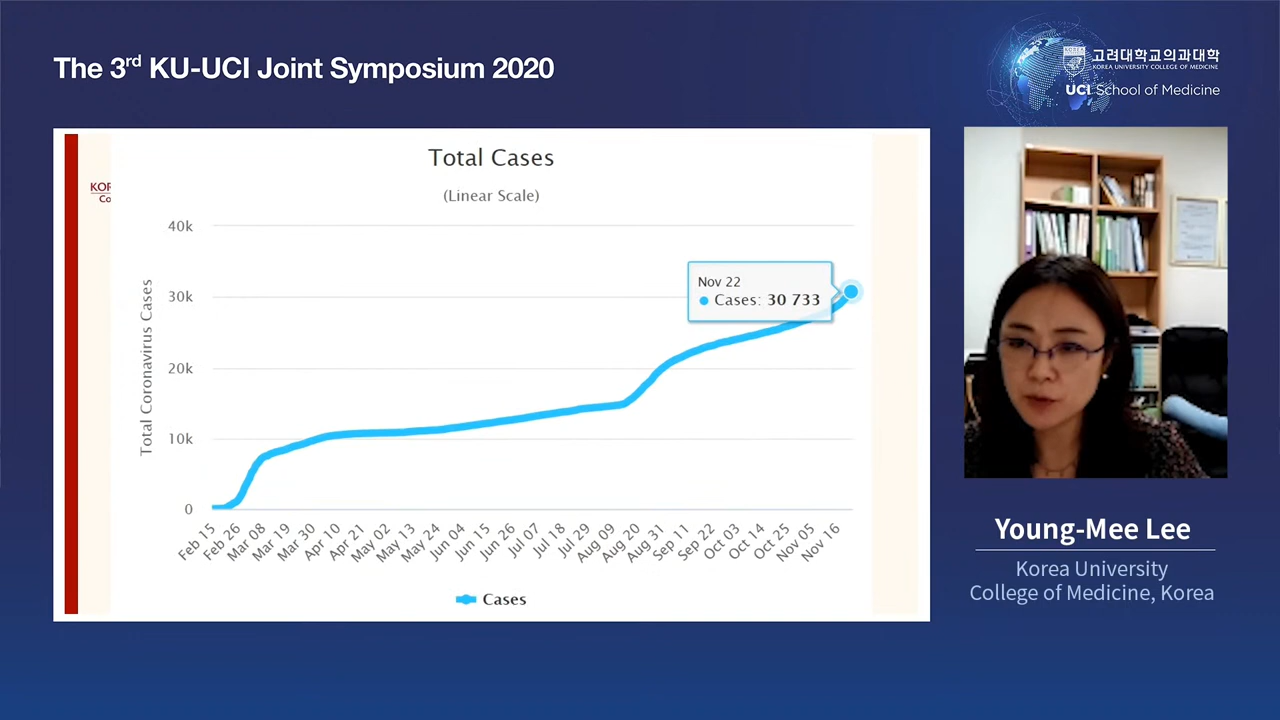 The 3rd KU-UCI Joint Symposium 2020
KOREA
고려대학교의과대학
KOREA UNIVERSITY COLLEGE OF MEDICINE
UCI School of Medicine
KOR
Co
Total Cases
(Linear Scale)
Total Coronavirus Cases
40k
30k
20k
10k
0
Nov 22
Cases: 30 733
Feb 15
Feb 26
Mar 08
Mar 19
Mar 30
Apr 10
Apr 21
May 02
May 13
May 24
Jun 04
Jun 15
Jun 26
Jul 07
Jul 18
Jul 29
Aug 09
Aug 20
Aug 31
Sep 11
Sep 22
Oct 03
Oct 14
Oct 25
Nov 05
Nov 16
Cases
Young-Mee Lee
Korea University
College of Medicine, Korea